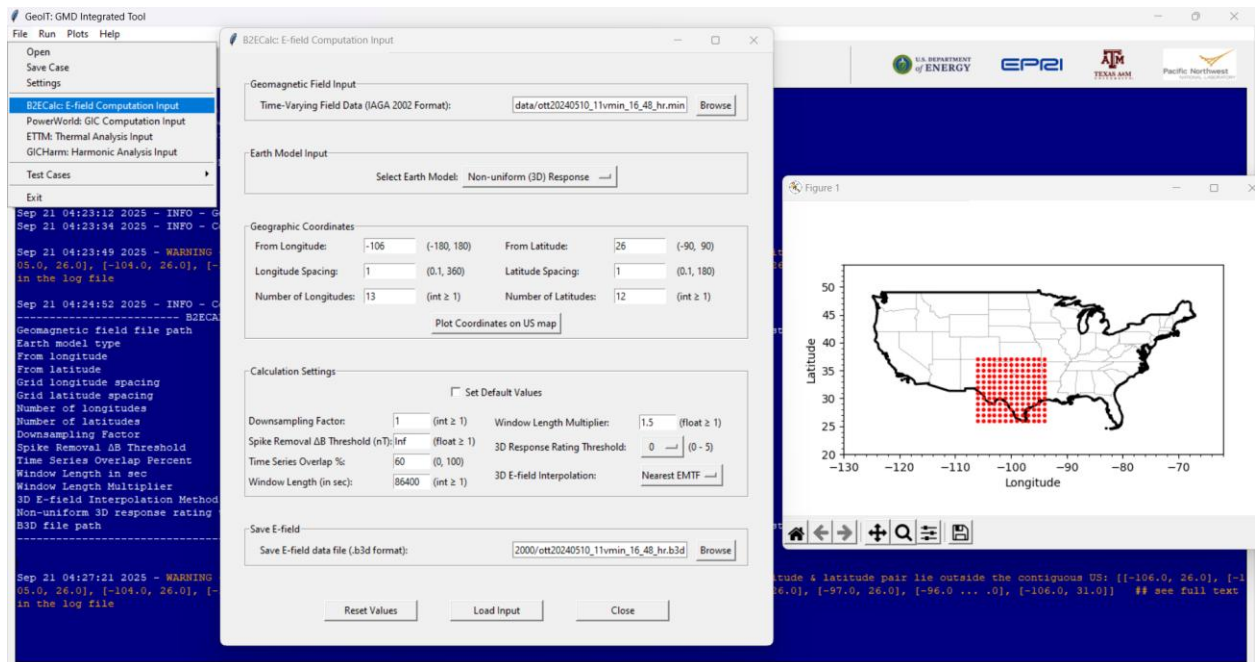 GeoIT: GMD Integrated Tool
File Run Plots Help
Open
Save Case
Settings
B2ECalc: E-field Computation Input
PowerWorld: GIC Computation Input
ETTM: Thermal Analysis Input
GICHarm: Harmonic Analysis Input
Test Cases
Exit
U.S. DEPARTMENT
of ENERGY
EPRI
TEXAS A&M
UNIVERSITY
Pacific Northwest
NATIONAL LABORATORY
Sep 21 04:23:12 2025 - INFO - G
Sep 21 04:23:34 2025 - INFO - C
Sep 21 04:23:49 2025 - WARNING
05.0, 26.0], [-104.0, 26.0], [-
in the log file
Sep 21 04:24:52 2025 - INFO - C
------------------------- B2ECA
Geomagnetic field file path
Earth model type
From longitude
From latitude
Grid longitude spacing
Grid latitude spacing
Number of longitudes
Number of latitudes
Downsampling Factor
Spike Removal ΔB Threshold
Time Series Overlap Percent
Window Length in sec
Window Length Multiplier
3D E-field Interpolation Method
Non-uniform 3D response rating
B3D file path
Sep 21 04:27:21 2025 - WARNING
05.0, 26.0], [-104.0, 26.0], [-
in the log file
itude & latitude pair lie outside the contiguous US: [[-106.0, 26.0], [-1
26.0], [-97.0, 26.0], [-96.0 ... .0], [-106.0, 31.0]] ## see full text
B2ECalc: E-field Computation Input
Geomagnetic Field Input
Time-Varying Field Data (IAGA 2002 Format): data/ott20240510_11vmin_16_48_hr.min Browse
Earth Model Input
Select Earth Model: Non-uniform (3D) Response
Geographic Coordinates
From Longitude: -106 (-180, 180) From Latitude: 26 (-90, 90)
Longitude Spacing: 1 (0.1, 360) Latitude Spacing: 1 (0.1, 180)
Number of Longitudes: 13 (int ≥ 1) Number of Latitudes: 12 (int ≥ 1)
Plot Coordinates on US map
Calculation Settings
Set Default Values
Downsampling Factor: 1 (int ≥ 1) Window Length Multiplier: 1.5 (float ≥ 1)
Spike Removal ΔB Threshold (nT): Inf (float ≥ 1) 3D Response Rating Threshold: 0 (0 - 5)
Time Series Overlap %: 60 (0, 100)
3D E-field Interpolation: Nearest EMTF
Window Length (in sec): 86400 (int ≥ 1)
Save E-field
Save E-field data file (.b3d format): 2000/ott20240510_11vmin_16_48_hr.b3d Browse
Reset Values Load Input Close
Figure 1
50
45
40
35
30
25
20
Latitude
−130 −120 −110 −100 −90 −80 −70
Longitude